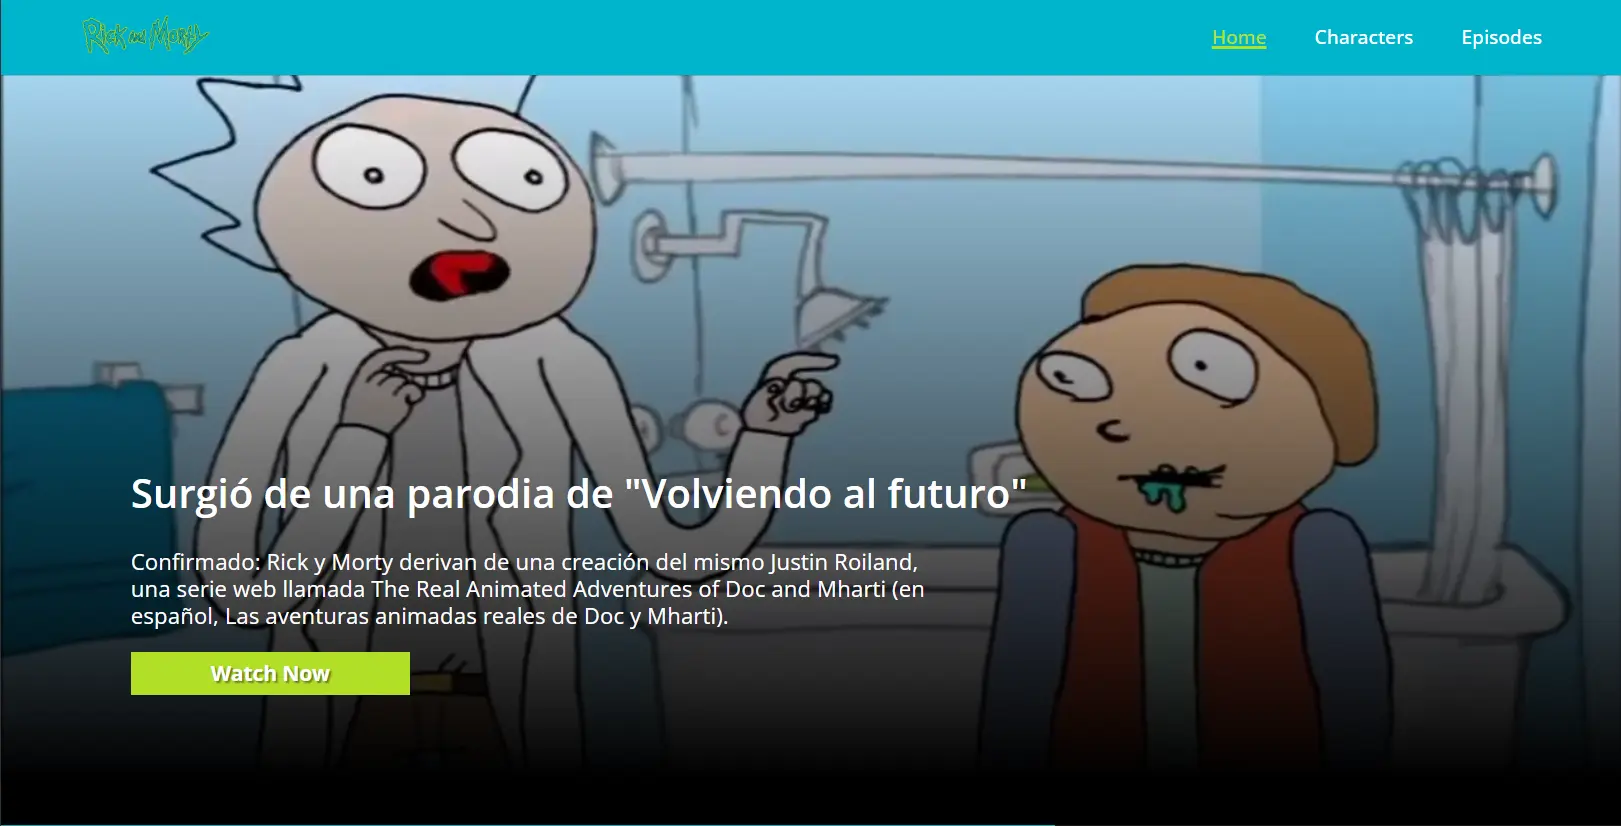 Rick and Morty
Home
Characters
Episodes
Surgió de una parodia de "Volviendo al futuro"
Confirmado: Rick y Morty derivan de una creación del mismo Justin Roiland,
una serie web llamada The Real Animated Adventures of Doc and Mharti (en
español, Las aventuras animadas reales de Doc y Mharti).
Watch Now